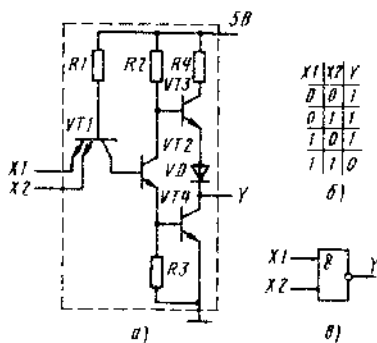 5В
R1 R2 R4
VT3
VT1
VT2
X1
VD
X2
Y
VT4
R3
а)
X1 X2 Y
0 0 1
0 1 1
1 0 1
1 1 0
б)
X1 & Y
X2
в)